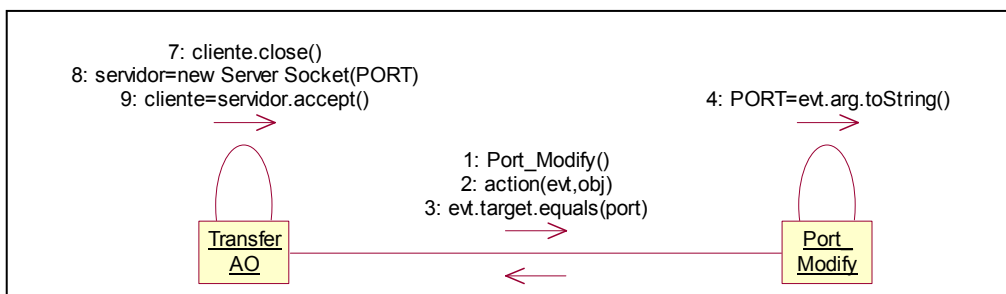 7: cliente.close()
8: servidor=new Server Socket(PORT)
9: cliente=servidor.accept()
4: PORT=evt.arg.toString()
1: Port_Modify()
2: action(evt,obj)
3: evt.target.equals(port)
Transfer
AO
Port_
Modify